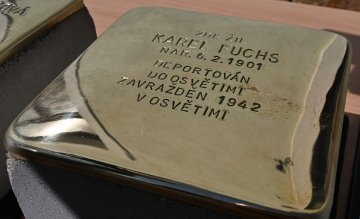 ZDE ŽIL
KAREL FUCHS
NAR. 6.2.1901
DEPORTOVÁN
DO OSVĚTIMI
ZAVRAŽDĚN 1942
V OSVĚTIMI